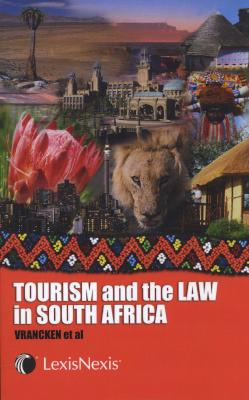 TOURISM and the LAW
in SOUTH AFRICA
VRANCKEN et al
LexisNexis®